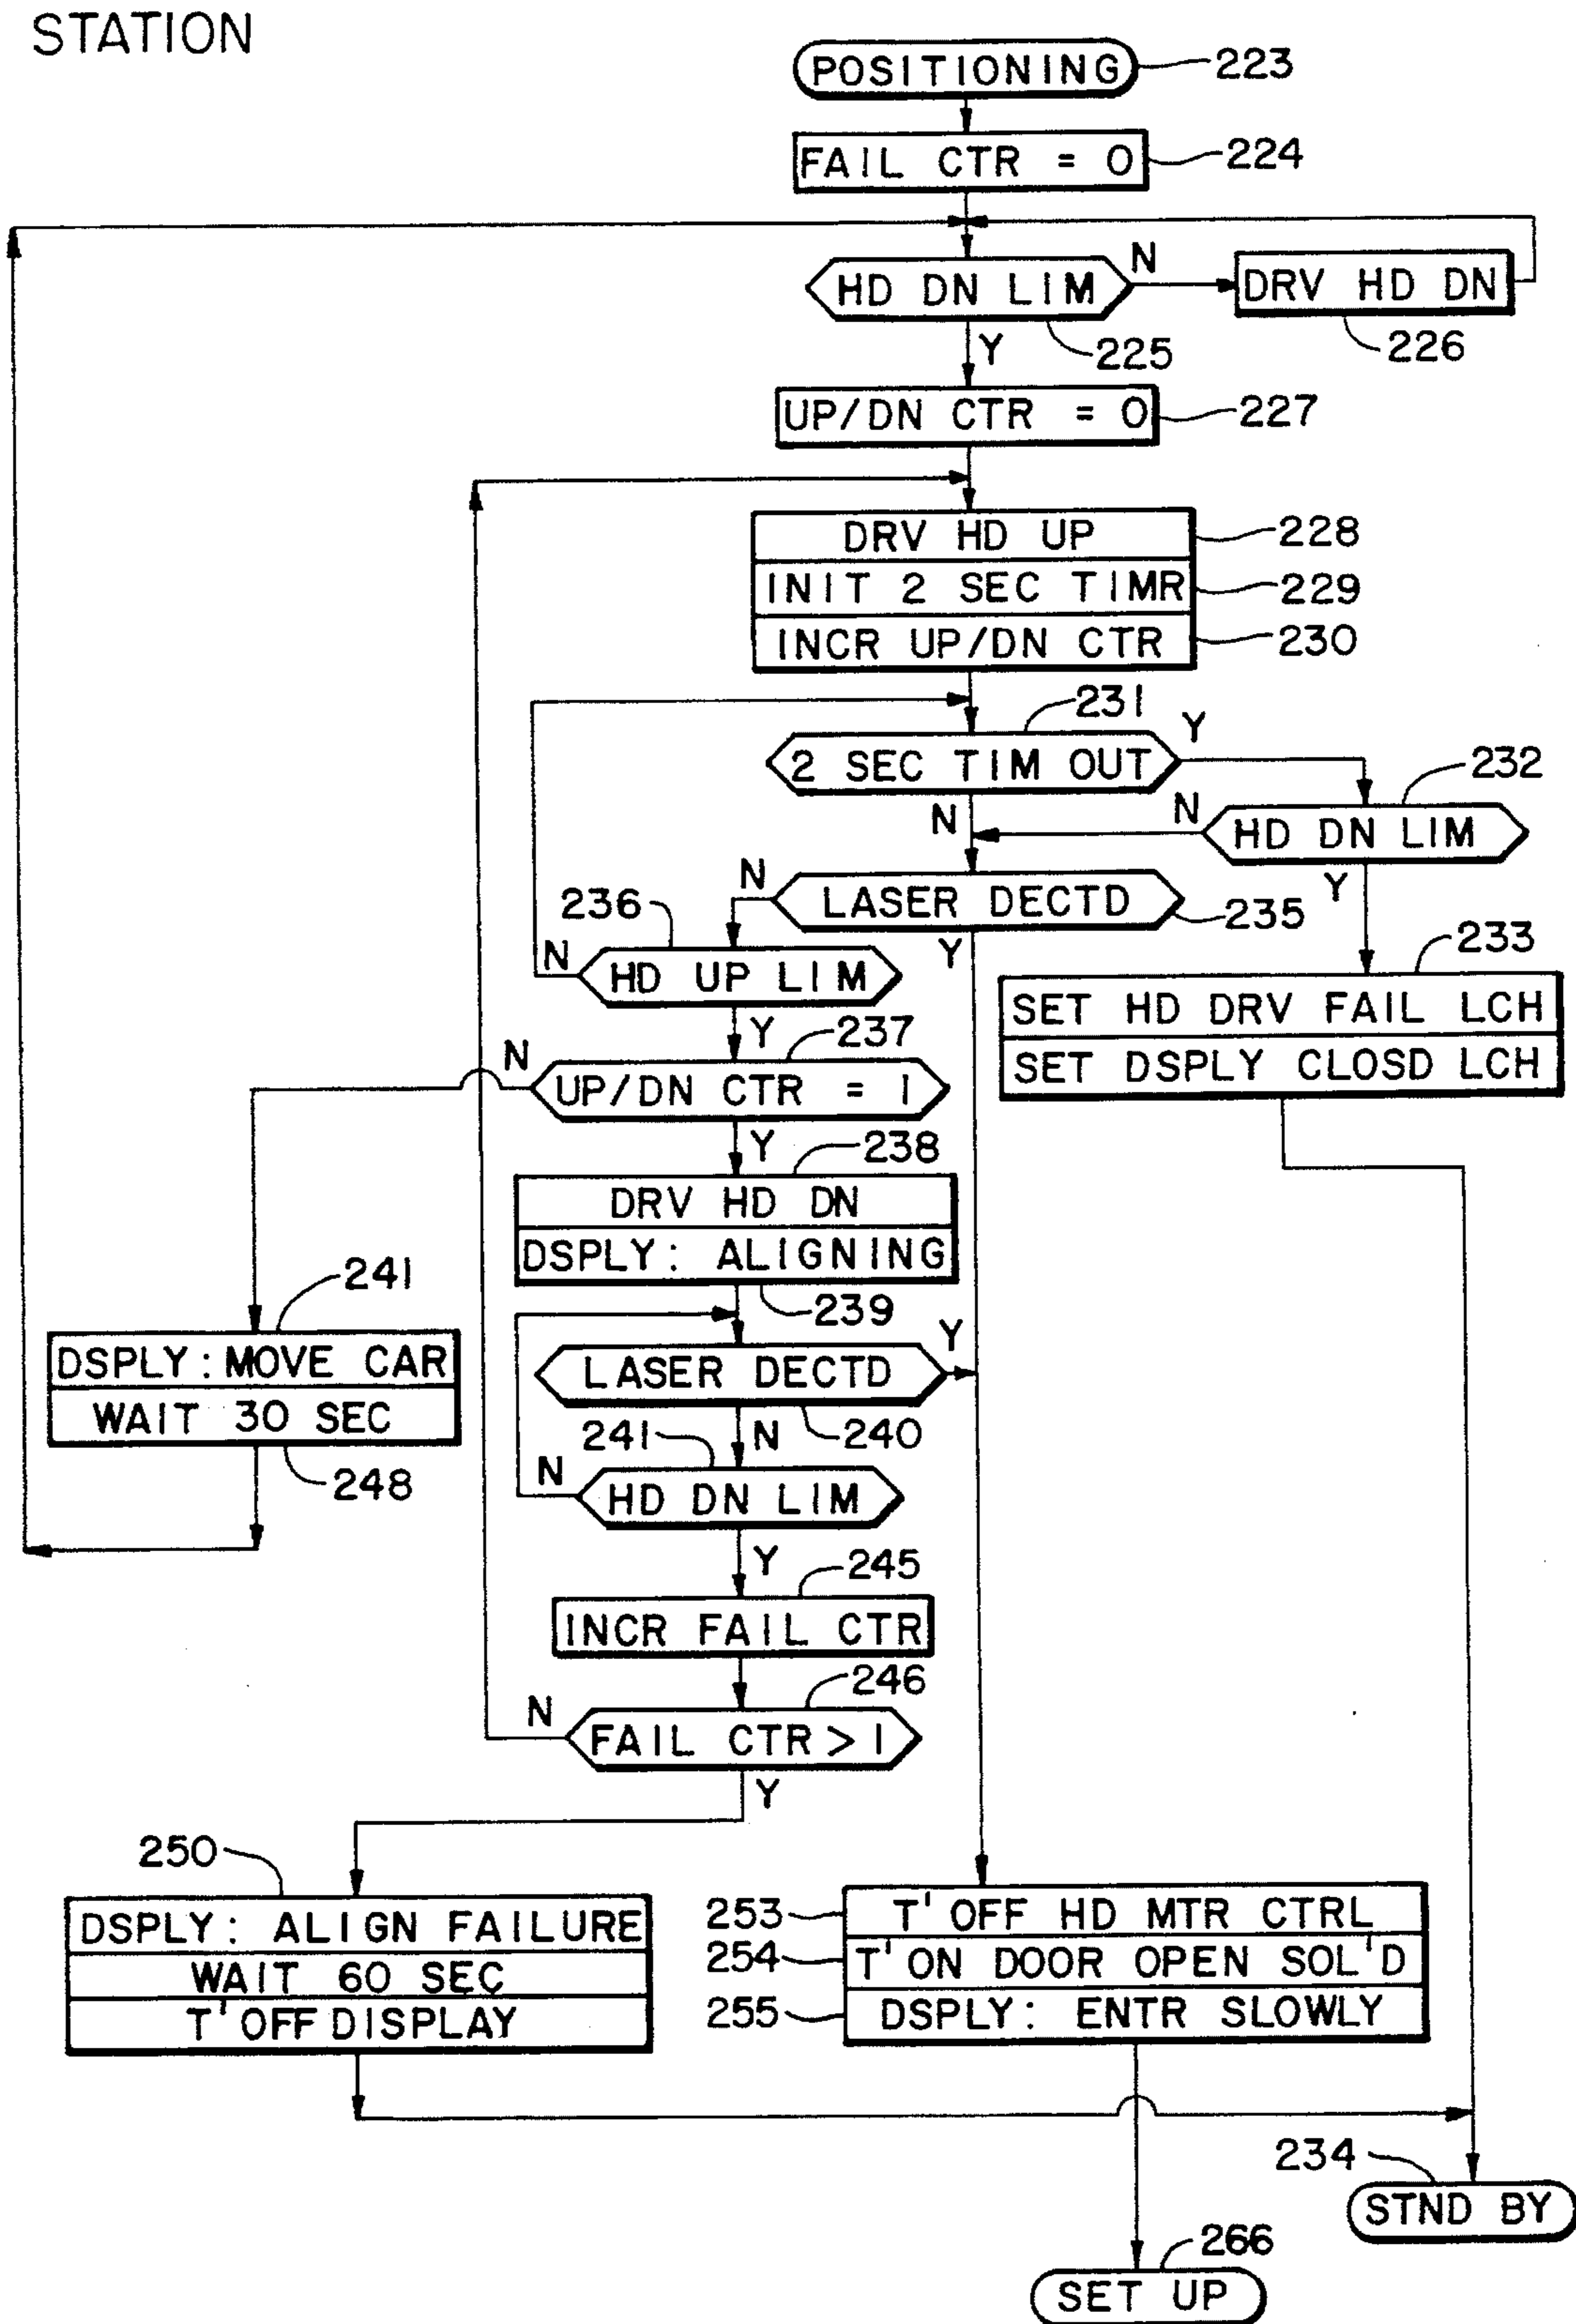 STATION
POSITIONING 223
FAIL CTR = 0 224
HD DN LIM N DRV HD DN
Y 225 226
UP/DN CTR = 0 227
DRV HD UP 228
INIT 2 SEC TIMR 229
INCR UP/DN CTR 230
231
2 SEC TIM OUT Y
232
N N HD DN LIM
236 N LASER DECTD 235 Y
N HD UP LIM Y 233
SET HD DRV FAIL LCH
SET DSPLY CLOSD LCH
Y 237
N UP/DN CTR = 1
Y 238
DRV HD DN
DSPLY: ALIGNING
239
241
DSPLY: MOVE CAR
WAIT 30 SEC
248
LASER DECTD Y
241 N 240
N HD DN LIM
Y 245
INCR FAIL CTR
246
N FAIL CTR > 1
Y
250
DSPLY: ALIGN FAILURE
WAIT 60 SEC
T'OFF DISPLAY
253 T'OFF HD MTR CTRL
254 T'ON DOOR OPEN SOL'D
255 DSPLY: ENTR SLOWLY
234
STND BY
266
SET UP